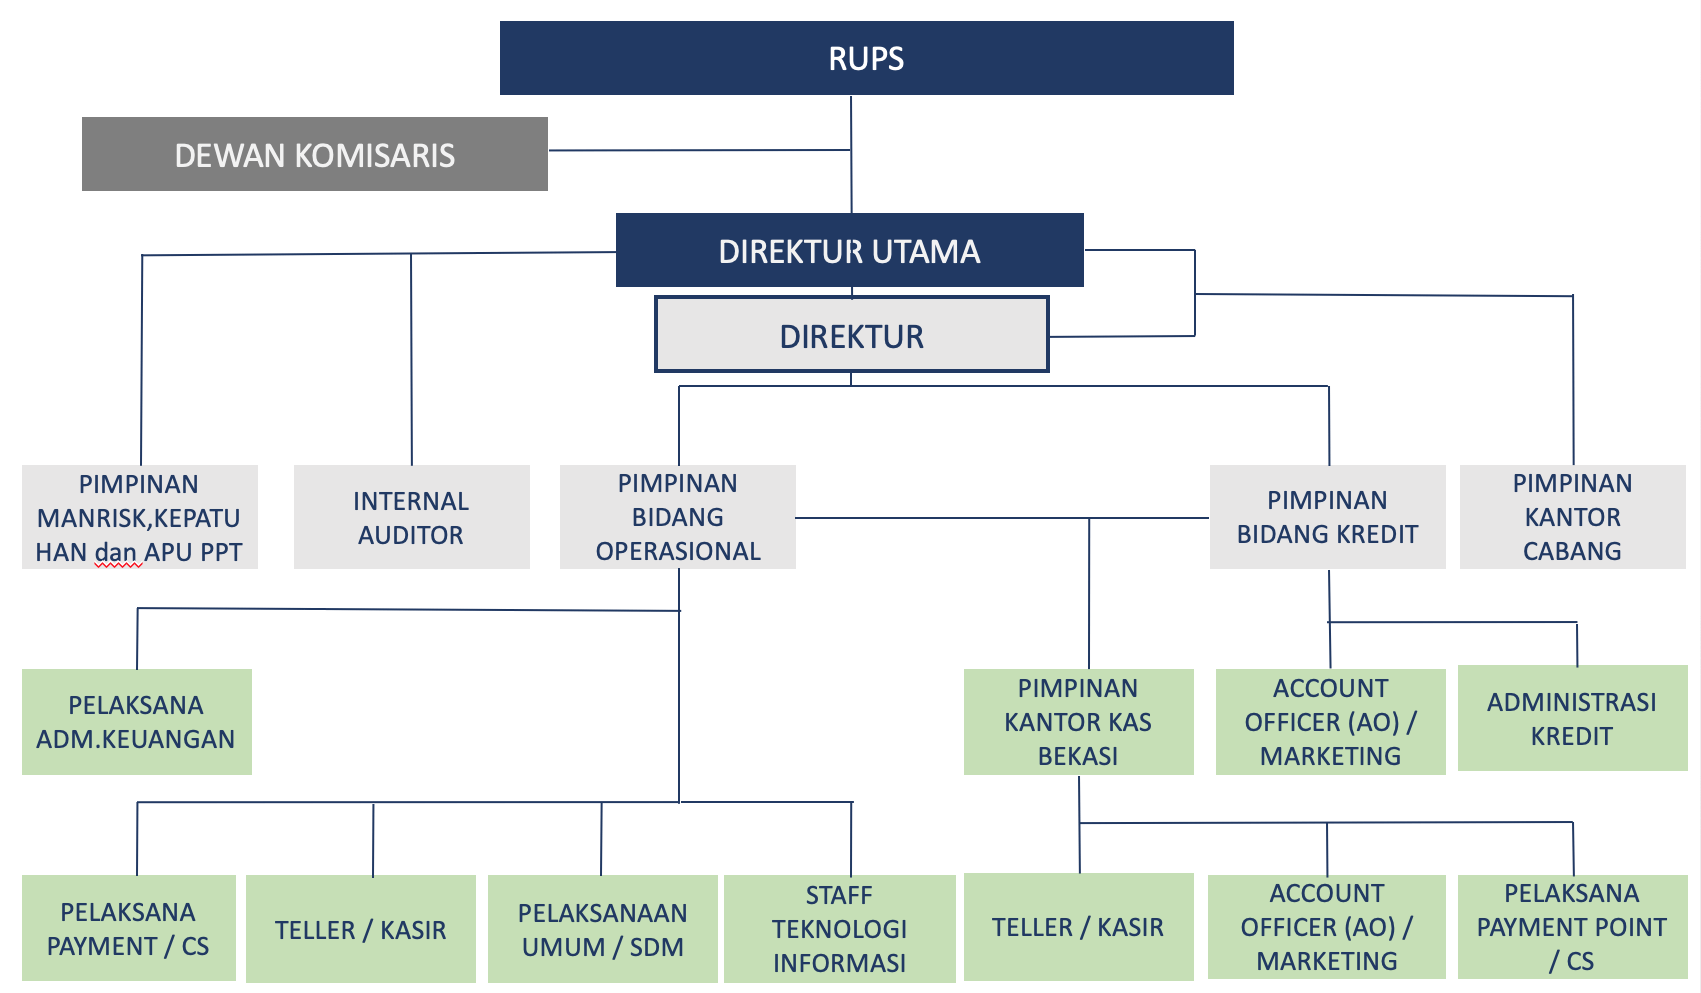 RUPS
DEWAN KOMISARIS
DIREKTUR UTAMA
DIREKTUR
PIMPINAN
MANRISK,KEPATU
HAN dan APU PPT
INTERNAL
AUDITOR
PIMPINAN
BIDANG
OPERASIONAL
PIMPINAN
BIDANG KREDIT
PIMPINAN
KANTOR
CABANG
PELAKSANA
ADM.KEUANGAN
PIMPINAN
KANTOR KAS
BEKASI
ACCOUNT
OFFICER (AO) /
MARKETING
ADMINISTRASI
KREDIT
PELAKSANA
PAYMENT / CS
TELLER / KASIR
PELAKSANAAN
UMUM / SDM
STAFF
TEKNOLOGI
INFORMASI
TELLER / KASIR
ACCOUNT
OFFICER (AO) /
MARKETING
PELAKSANA
PAYMENT POINT
/ CS